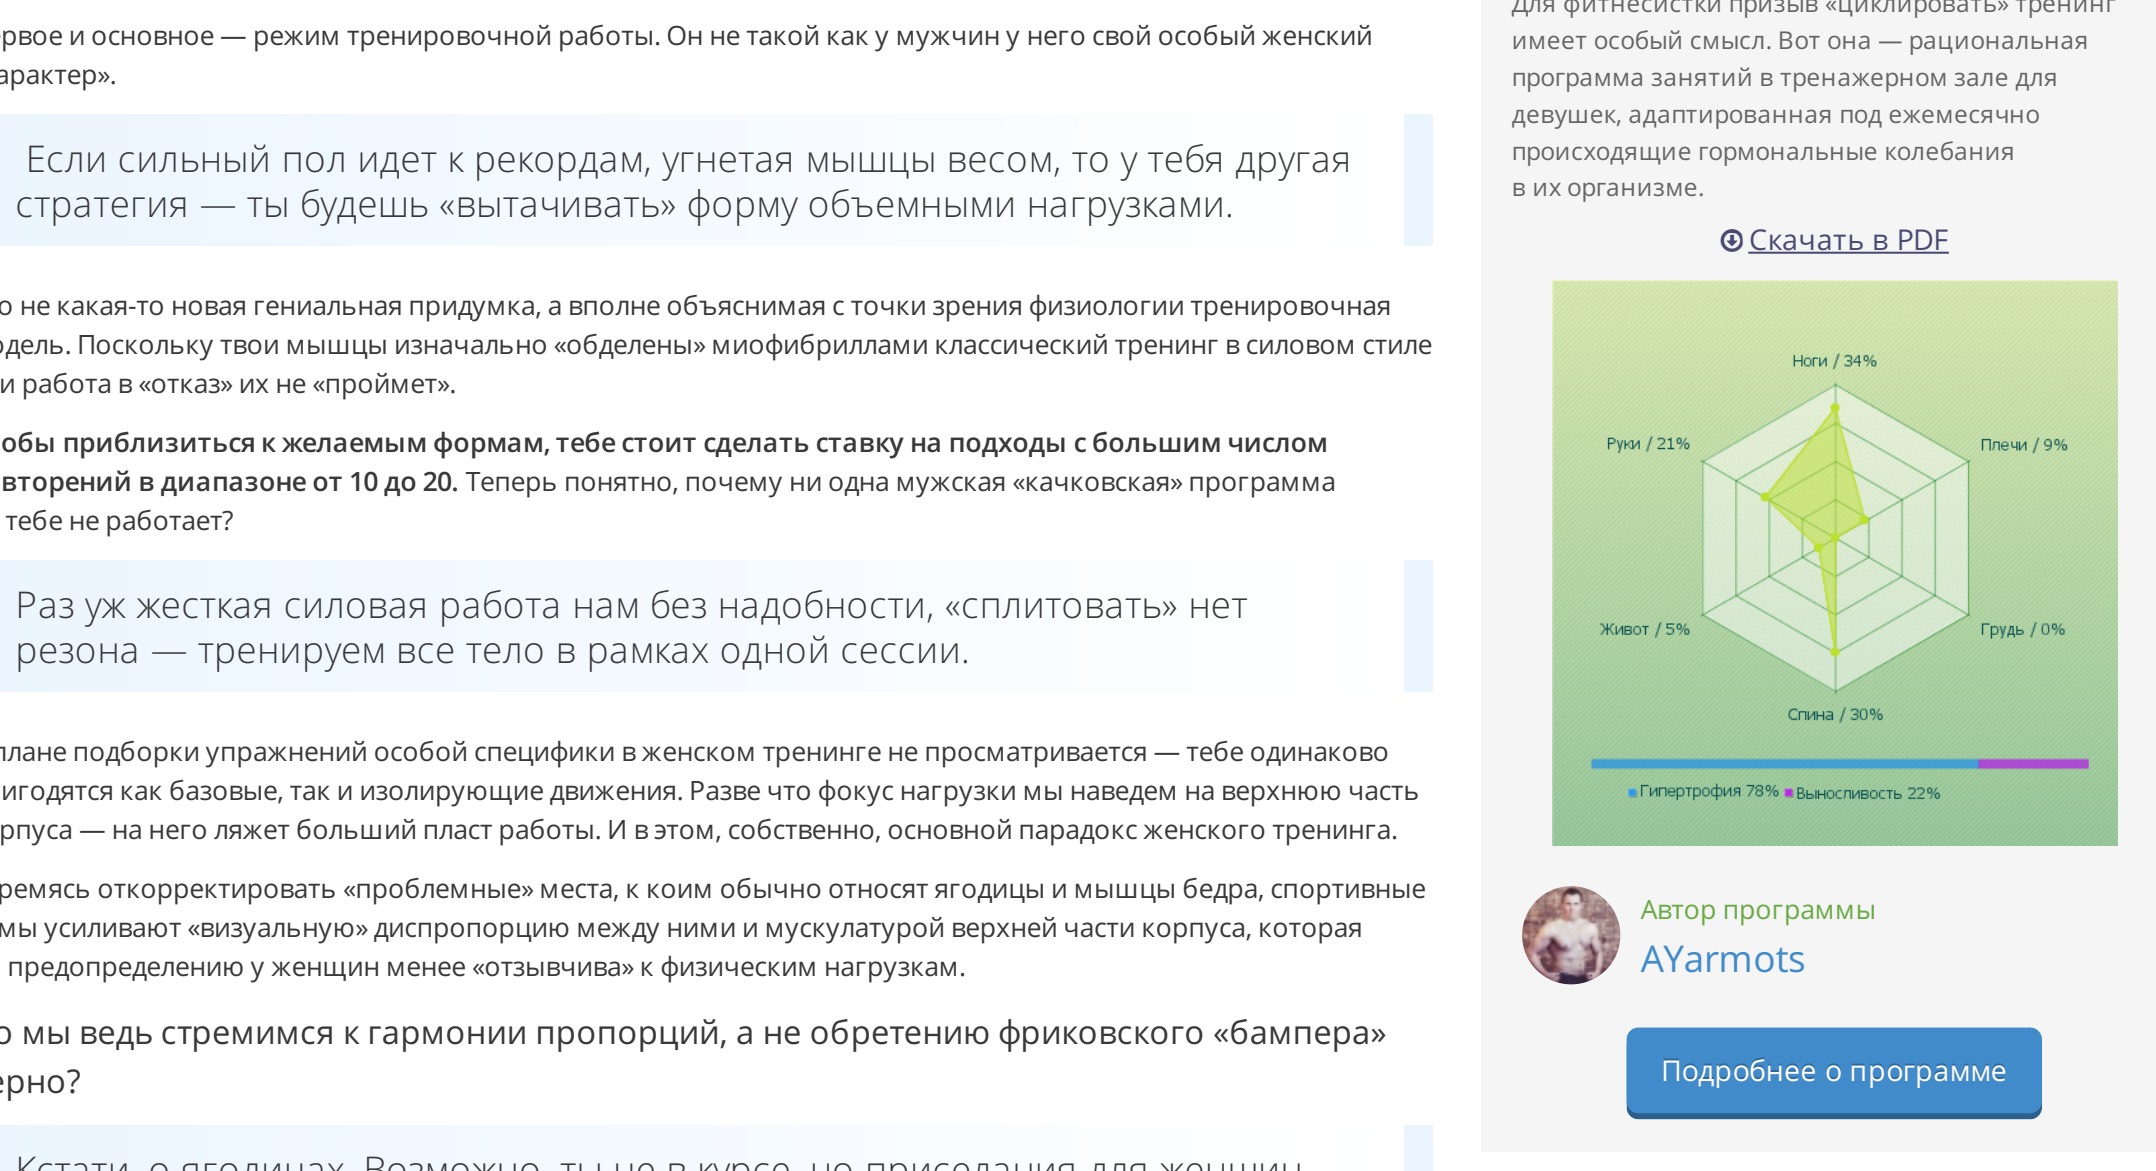 рвое и основное — режим тренировочной работы. Он не такой как у мужчин у него свой особый женский
арактер».
Если сильный пол идет к рекордам, угнетая мышцы весом, то у тебя другая
стратегия — ты будешь «вытачивать» форму объемными нагрузками.
о не какая-то новая гениальная придумка, а вполне объяснимая с точки зрения физиологии тренировочная
одель. Поскольку твои мышцы изначально «обделены» миофибриллами классический тренинг в силовом стиле
и работа в «отказ» их не «проймет».
обы приблизиться к желаемым формам, тебе стоит сделать ставку на подходы с большим числом
вторений в диапазоне от 10 до 20. Теперь понятно, почему ни одна мужская «качковская» программа
тебе не работает?
Раз уж жесткая силовая работа нам без надобности, «сплитовать» нет
резона — тренируем все тело в рамках одной сессии.
плане подборки упражнений особой специфики в женском тренинге не просматривается — тебе одинаково
игодятся как базовые, так и изолирующие движения. Разве что фокус нагрузки мы наведем на верхнюю часть
рпуса — на него ляжет больший пласт работы. И в этом, собственно, основной парадокс женского тренинга.
ремясь откорректировать «проблемные» места, к коим обычно относят ягодицы и мышцы бедра, спортивные
мы усиливают «визуальную» диспропорцию между ними и мускулатурой верхней части корпуса, которая
предопределению у женщин менее «отзывчива» к физическим нагрузкам.
о мы ведь стремимся к гармонии пропорций, а не обретению фриковского «бампера»
ерно?
Кстати, о ягодицах. Возможно, ты не в курсе, но приседания для женщин
Для фитнесистки призыв «циклировать» тренинг
имеет особый смысл. Вот она — рациональная
программа занятий в тренажерном зале для
девушек, адаптированная под ежемесячно
происходящие гормональные колебания
в их организме.
Скачать в PDF
Ноги / 34%
Руки / 21%
Плечи / 9%
Живот / 5%
Грудь / 0%
Спина / 30%
Гипертрофия 78% Выносливость 22%
Автор программы
AYarmots
Подробнее о программе